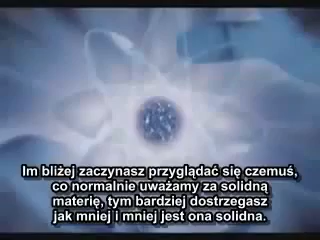 Im bliżej zaczynasz przyglądać się czemuś,
co normalnie uważamy za solidną
materię, tym bardziej dostrzegasz
jak mniej i mniej jest ona solidna.